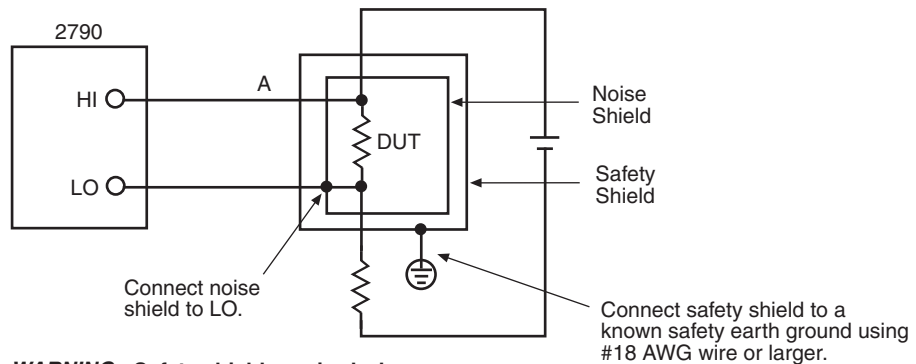 2790
HI
A
LO
DUT
Noise
Shield
Safety
Shield
Connect noise
shield to LO.
Connect safety shield to a
known safety earth ground using
#18 AWG wire or larger.